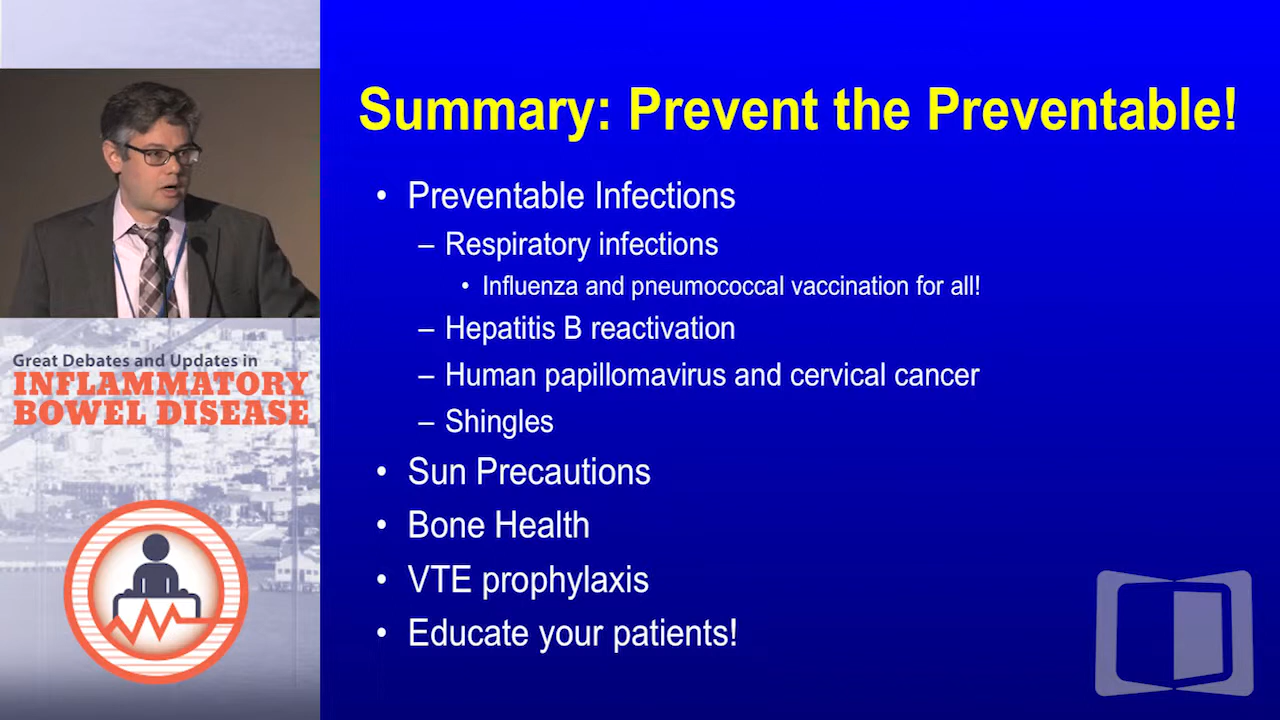 Summary: Prevent the Preventable!
• Preventable Infections
– Respiratory infections
• Influenza and pneumococcal vaccination for all!
– Hepatitis B reactivation
– Human papillomavirus and cervical cancer
– Shingles
• Sun Precautions
• Bone Health
• VTE prophylaxis
• Educate your patients!
Great Debates and Updates in
INFLAMMATORY
BOWEL DISEASE